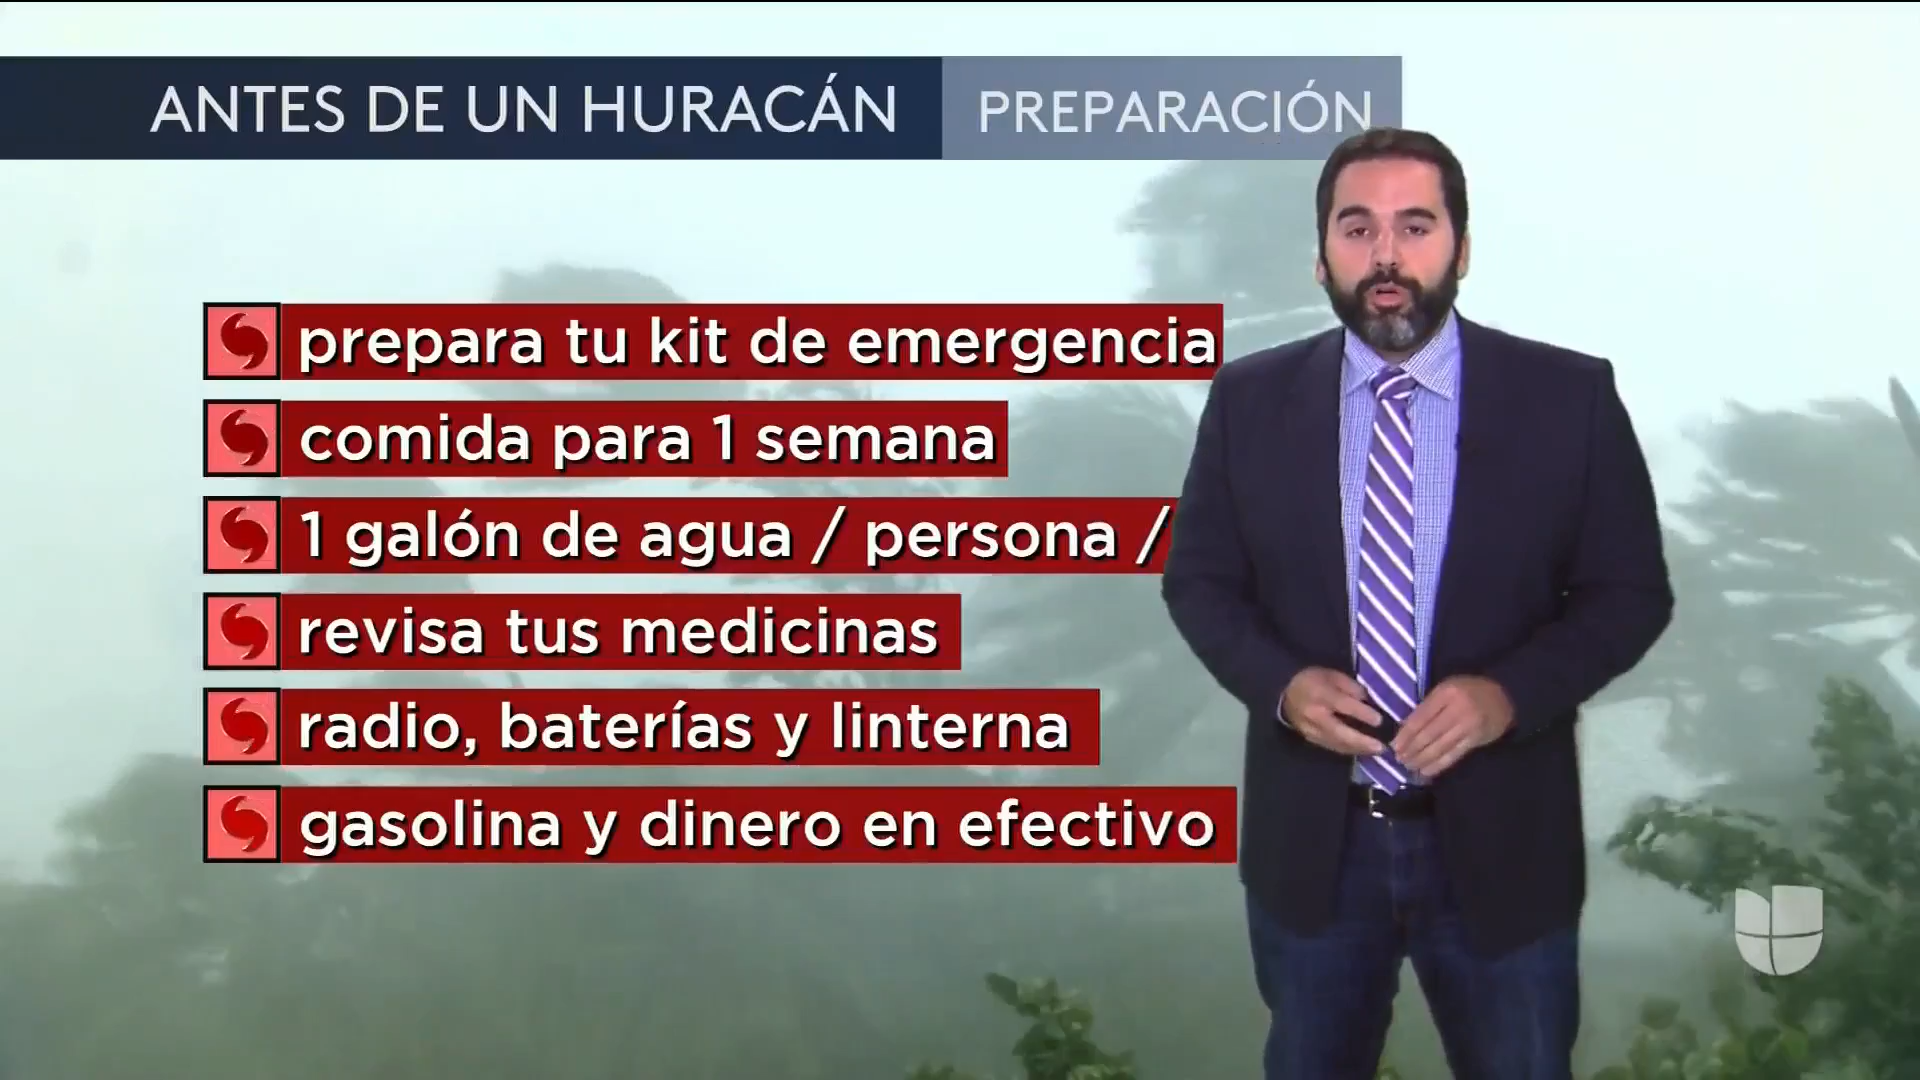 ANTES DE UN HURACÁN PREPARACIÓN
prepara tu kit de emergencia
comida para 1 semana
1 galón de agua / persona /
revisa tus medicinas
radio, baterías y linterna
gasolina y dinero en efectivo